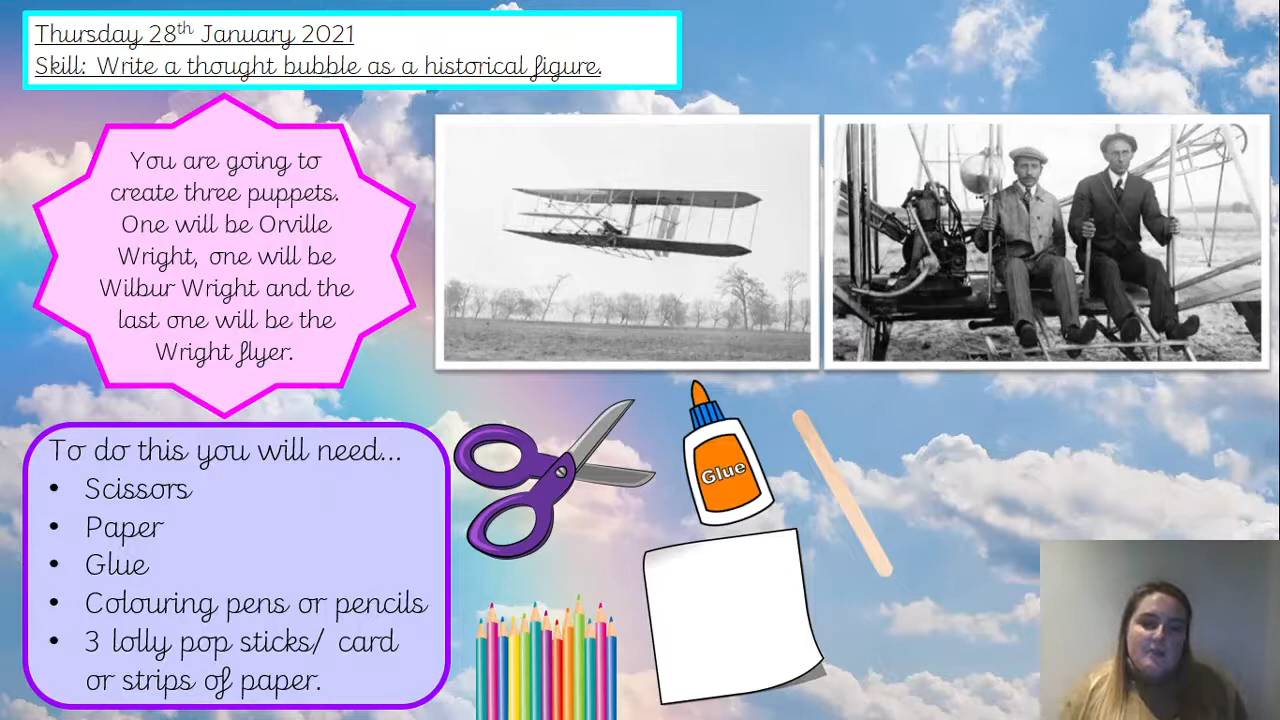 Thursday 28th January 2021
Skill: Write a thought bubble as a historical figure.
You are going to
create three puppets.
One will be Orville
Wright, one will be
Wilbur Wright and the
last one will be the
Wright flyer.
To do this you will need...
• Scissors
• Paper
• Glue
• Colouring pens or pencils
• 3 lolly pop sticks/ card
or strips of paper.
Glue